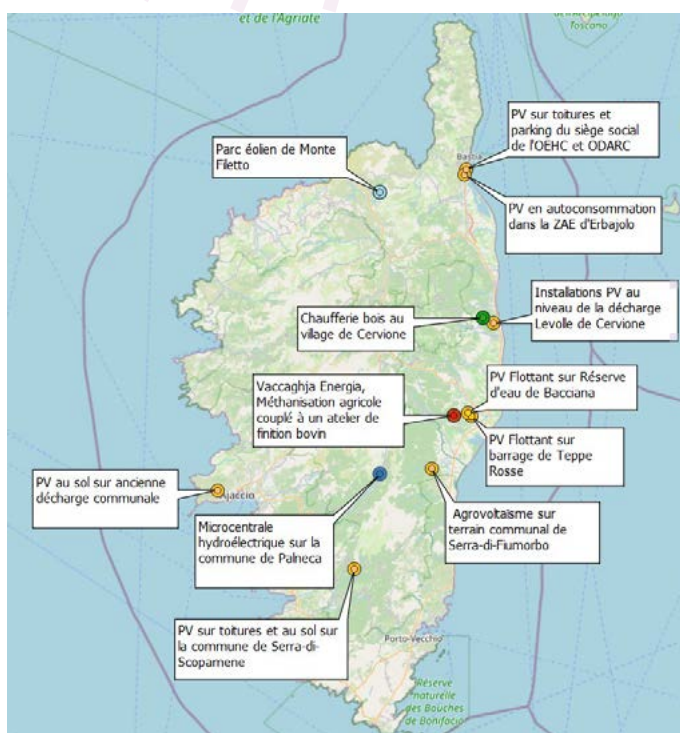 et de l'Agriate
Toscano
PV sur toitures et
parking du siège social
de l'OEHC et ODARC
Parc éolien de Monte
Filetto
Bastia
PV en autoconsommation
dans la ZAE d'Erbajolo
Installations PV au
niveau de la décharge
Levolle de Cervione
Chaufferie bois au
village de Cervione
PV Flottant sur Réserve
d'eau de Bacciana
Vaccaghja Energia,
Méthanisation agricole
couplé à un atelier de
finition bovin
PV Flottant sur
barrage de Teppe
Rosse
PV au sol sur ancienne
décharge communale
Ajaccio
Agrovoltaïsme sur
terrain communal de
Serra-di-Fiumorbo
Microcentrale
hydroélectrique sur la
commune de Palneca
PV sur toitures et au sol sur
la commune de Serra-di-
Scopamene
Porto-Vecchio
Réserve
naturelle
des Bouches
de Bonifacio